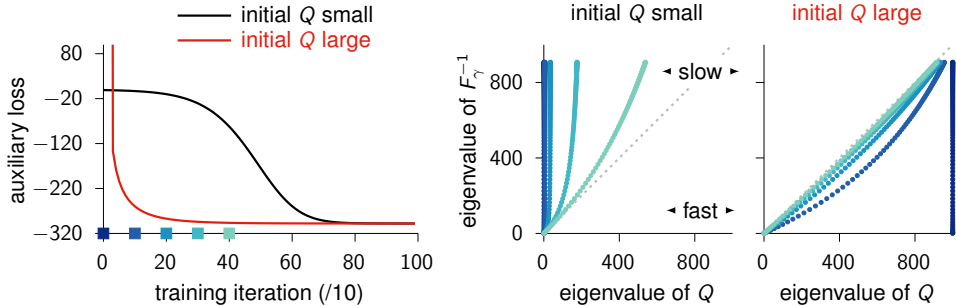 initial Q small
initial Q large
auxiliary loss
80
−20
−120
−220
−320
0 20 40 60 80 100
training iteration (/10)
initial Q small
eigenvalue of F_γ^{−1}
800
400
0
◄ slow ►
◄ fast ►
0 400 800
eigenvalue of Q
initial Q large
0 400 800
eigenvalue of Q